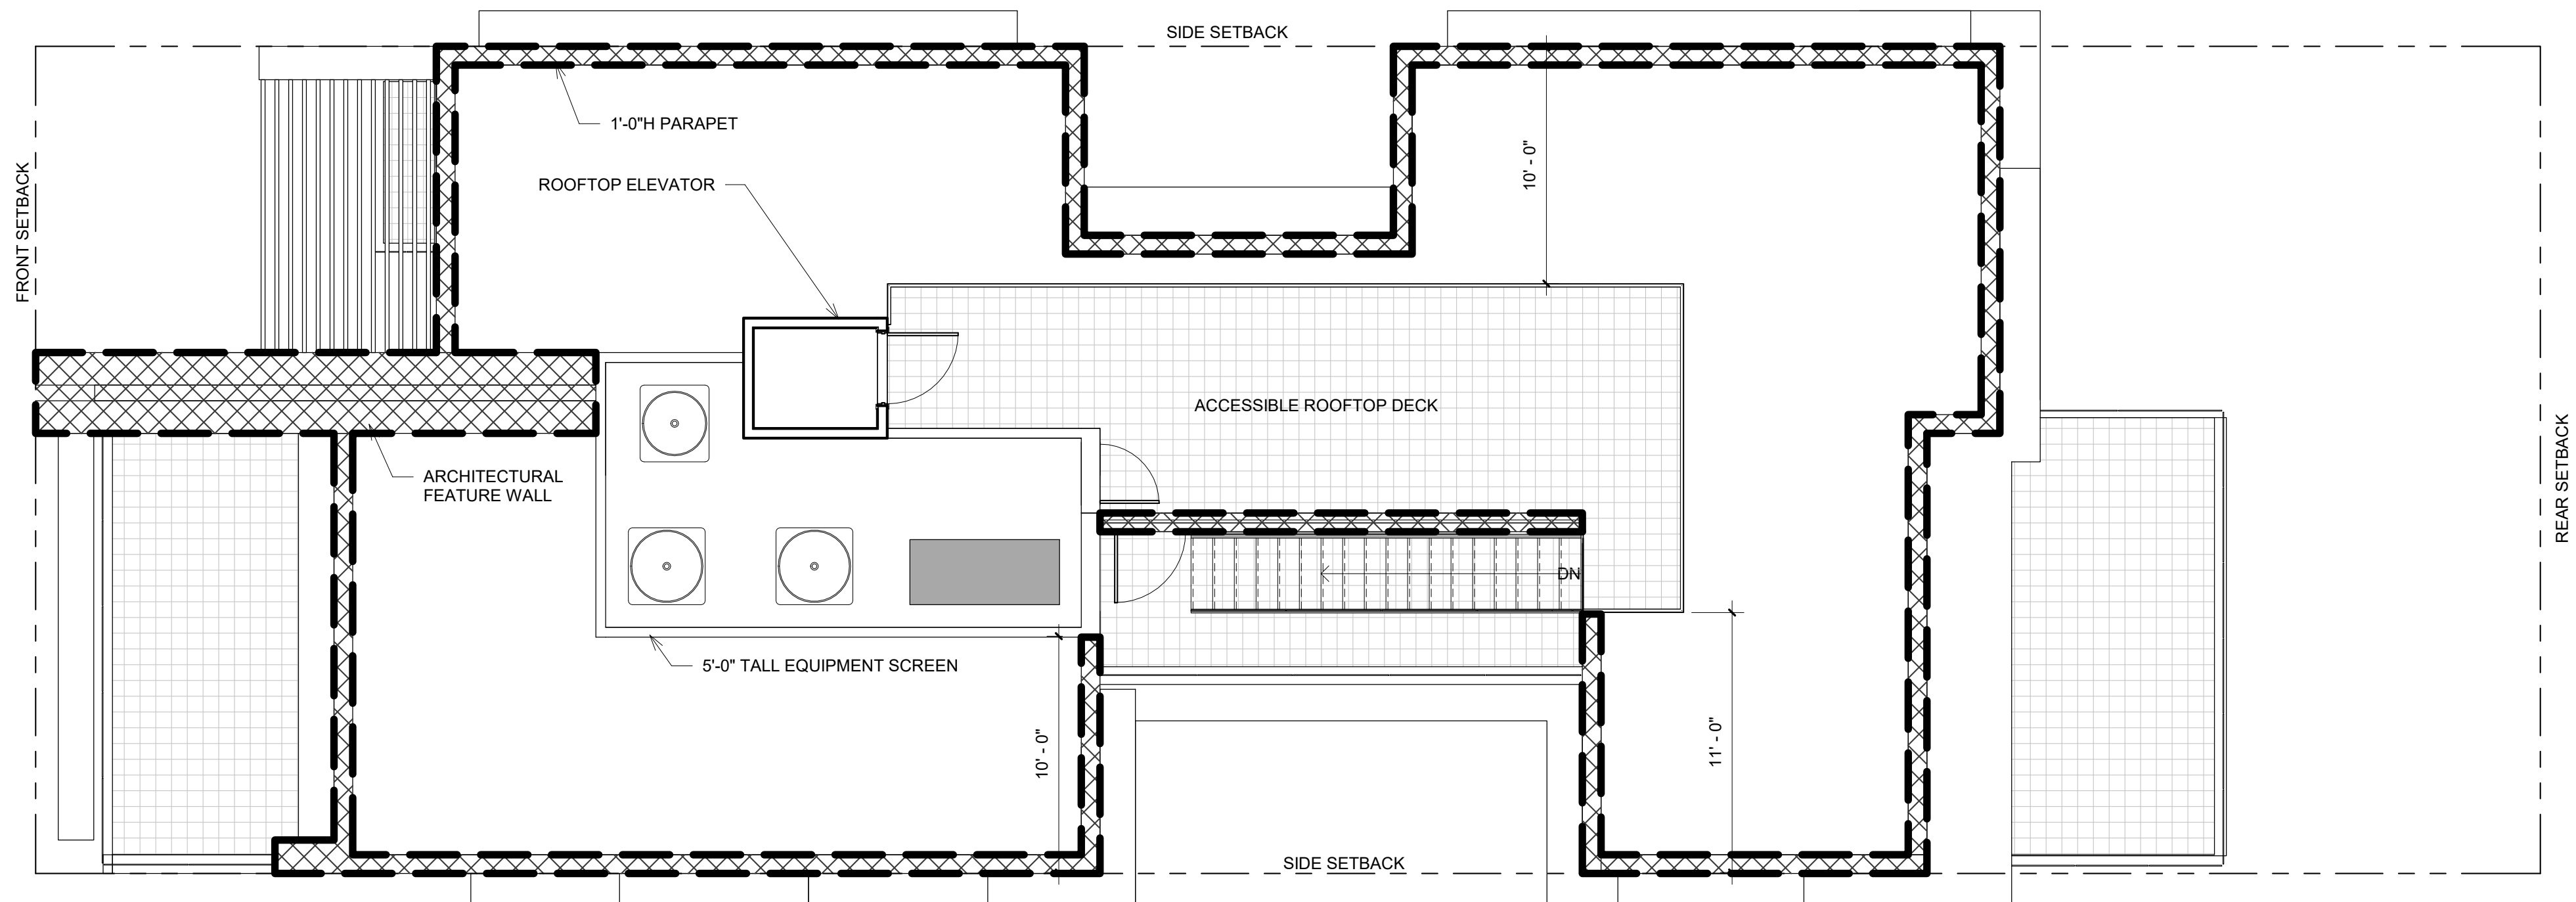 SIDE SETBACK
1'-0"H PARAPET
ROOFTOP ELEVATOR
10' - 0"
FRONT SETBACK
ACCESSIBLE ROOFTOP DECK
ARCHITECTURAL
FEATURE WALL
REAR SETBACK
DN
5'-0" TALL EQUIPMENT SCREEN
10' - 0"
11' - 0"
SIDE SETBACK